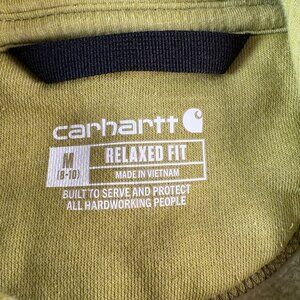 carhartt
M RELAXED FIT
(8-10) MADE IN VIETNAM
BUILT TO SERVE AND PROTECT
ALL HARDWORKING PEOPLE